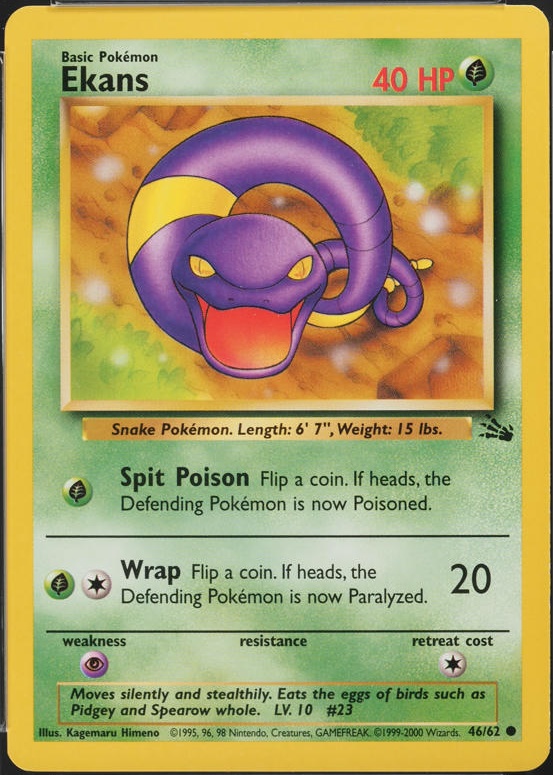 Basic Pokémon
Ekans
40 HP
Snake Pokémon. Length: 6' 7", Weight: 15 lbs.
Spit Poison Flip a coin. If heads, the
Defending Pokémon is now Poisoned.
Wrap Flip a coin. If heads, the
Defending Pokémon is now Paralyzed.
20
weakness
resistance
retreat cost
Moves silently and stealthily. Eats the eggs of birds such as
Pidgey and Spearow whole. LV. 10 #23
Illus. Kagemaru Himeno ©1995, 96, 98 Nintendo, Creatures, GAMEFREAK. ©1999-2000 Wizards. 46/62